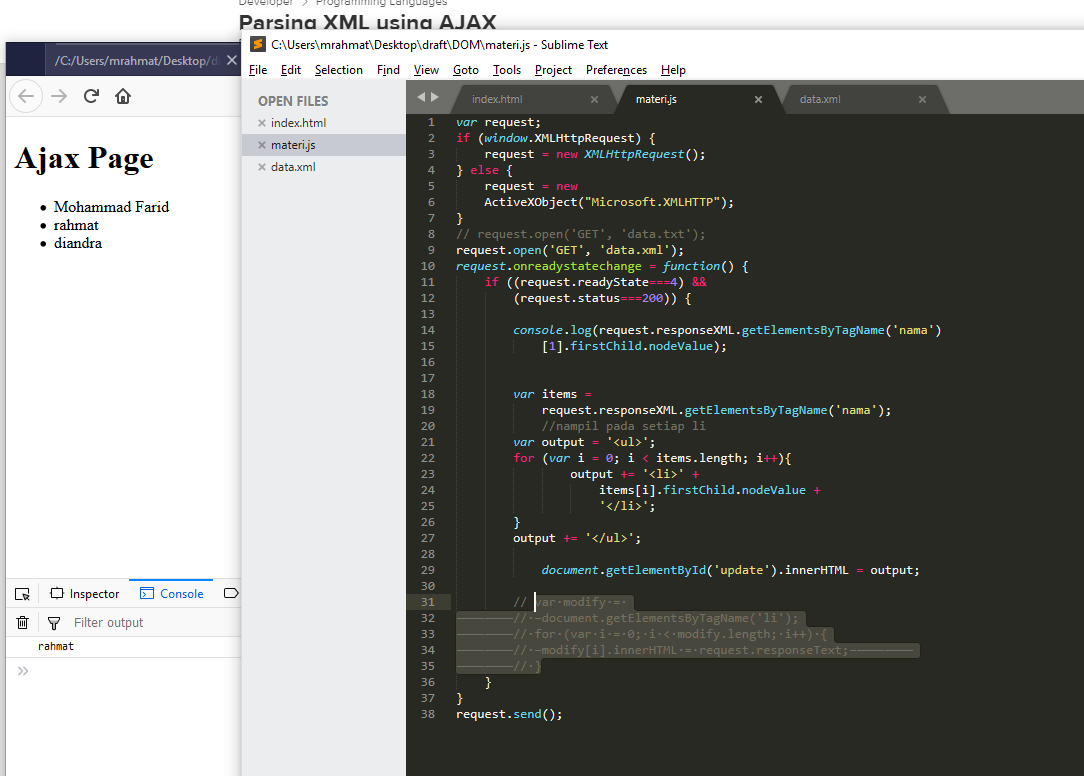 Developer > Programming Languages
Parsing XML using AJAX
/C:/Users/mrahmat/Desktop/d
Ajax Page
Mohammad Farid
rahmat
diandra
Inspector
Console
Filter output
rahmat
C:\Users\mrahmat\Desktop\draft\DOM\materi.js - Sublime Text
File Edit Selection Find View Goto Tools Project Preferences Help
OPEN FILES
index.html
materi.js
data.xml
index.html materi.js data.xml
1 var request;
2 if (window.XMLHttpRequest) {
3 request = new XMLHttpRequest();
4 } else {
5 request = new
6 ActiveXObject("Microsoft.XMLHTTP");
7 }
8 // request.open('GET', 'data.txt');
9 request.open('GET', 'data.xml');
10 request.onreadystatechange = function() {
11 if ((request.readyState===4) &&
12 (request.status===200)) {
13
14 console.log(request.responseXML.getElementsByTagName('nama')
15 [1].firstChild.nodeValue);
16
17
18 var items =
19 request.responseXML.getElementsByTagName('nama');
20 //nampil pada setiap li
21 var output = '<ul>';
22 for (var i = 0; i < items.length; i++){
23 output += '<li>' +
24 items[i].firstChild.nodeValue +
25 '</li>';
26 }
27 output += '</ul>';
28
29 document.getElementById('update').innerHTML = output;
30
31 // var modify =
32 // document.getElementsByTagName('li');
33 // for (var i = 0; i < modify.length; i++) {
34 // modify[i].innerHTML = request.responseText;
35 // }
36 }
37 }
38 request.send();